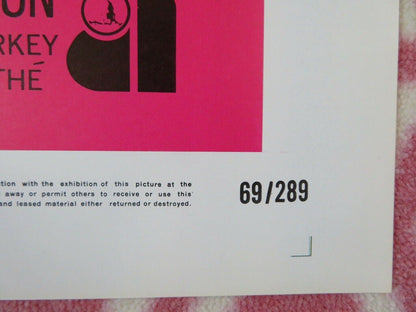 ON
RKEY
THÉ
ction with the exhibition of this picture at the
away or permit others to receive or use this
and leased material either returned or destroyed.
69/289